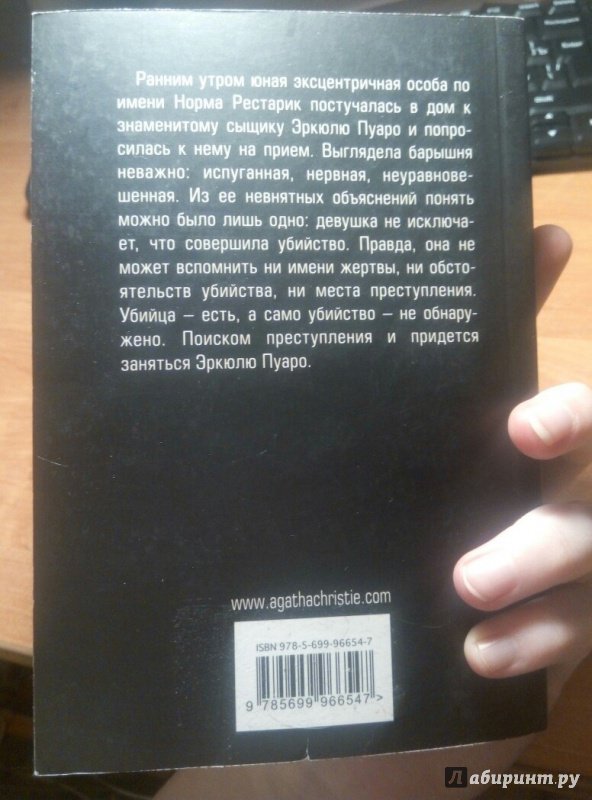 Ранним утром юная эксцентричная особа по
имени Норма Рестарик постучалась в дом к
знаменитому сыщику Эркюлю Пуаро и попро-
силась к нему на прием. Выглядела барышня
неважно: испуганная, нервная, неуравнове-
шенная. Из ее невнятных объяснений понять
можно было лишь одно: девушка не исключа-
ет, что совершила убийство. Правда, она не
может вспомнить ни имени жертвы, ни обсто-
ятельств убийства, ни места преступления.
Убийца – есть, а само убийство – не обнару-
жено. Поиском преступления и придется
заняться Эркюлю Пуаро.
www.agathachristie.com
ISBN 978-5-699-96654-7
9 785699 966547 >
Лабиринт.ру